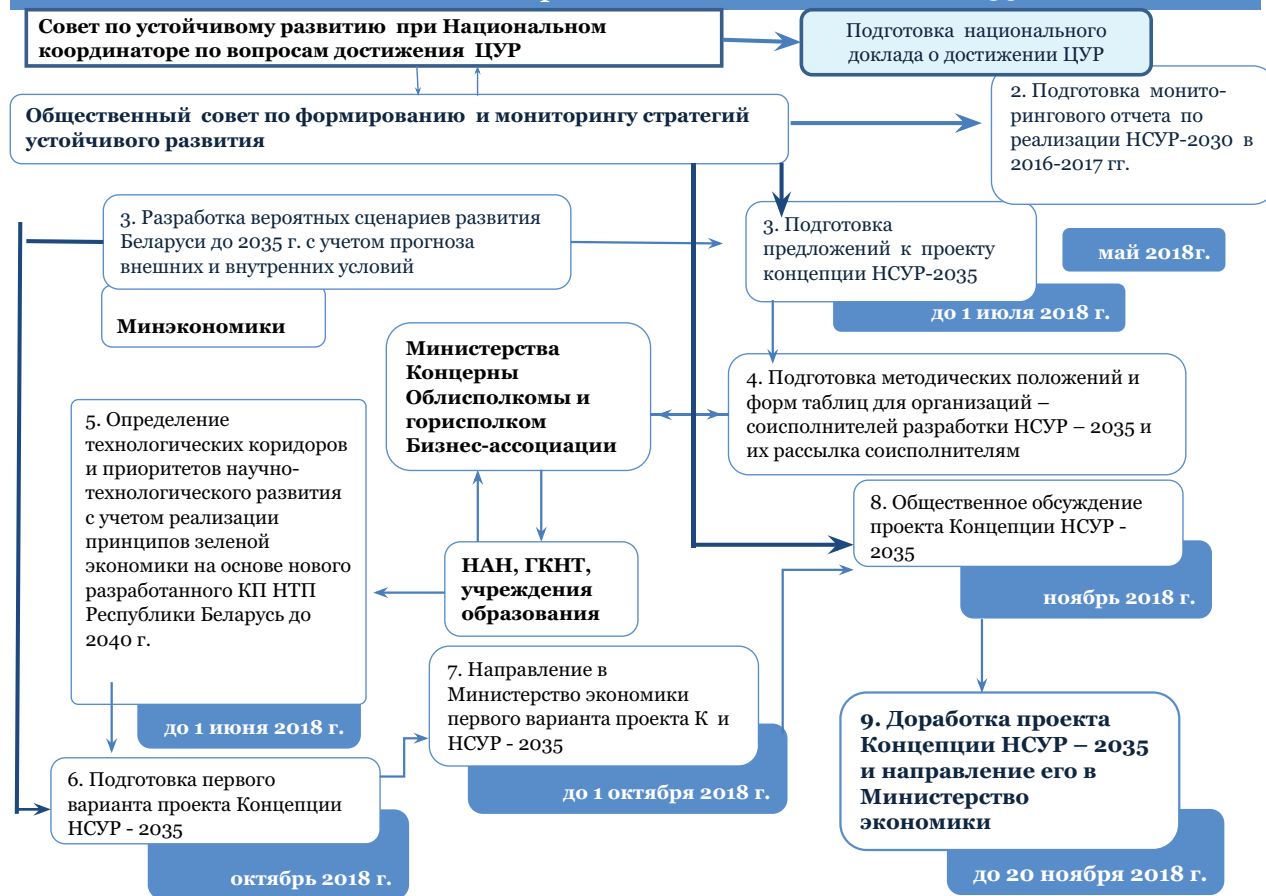 Совет по устойчивому развитию при Национальном
координаторе по вопросам достижения ЦУР
Подготовка национального
доклада о достижении ЦУР
Общественный совет по формированию и мониторингу стратегий
устойчивого развития
2. Подготовка монито-
рингового отчета по
реализации НСУР-2030 в
2016-2017 гг.
май 2018г.
3. Разработка вероятных сценариев развития
Беларуси до 2035 г. с учетом прогноза
внешних и внутренних условий
Минэкономики
3. Подготовка
предложений к проекту
концепции НСУР-2035
до 1 июля 2018 г.
Министерства
Концерны
Облисполкомы и
горисполком
Бизнес-ассоциации
4. Подготовка методических положений и
форм таблиц для организаций –
соисполнителей разработки НСУР – 2035 и
их рассылка соисполнителям
5. Определение
технологических коридоров
и приоритетов научно-
технологического развития
с учетом реализации
принципов зеленой
экономики на основе нового
разработанного КП НТП
Республики Беларусь до
2040 г.
до 1 июня 2018 г.
НАН, ГКНТ,
учреждения
образования
8. Общественное обсуждение
проекта Концепции НСУР -
2035
ноябрь 2018 г.
7. Направление в
Министерство экономики
первого варианта проекта К и
НСУР - 2035
до 1 октября 2018 г.
6. Подготовка первого
варианта проекта Концепции
НСУР - 2035
октябрь 2018 г.
9. Доработка проекта
Концепции НСУР – 2035
и направление его в
Министерство
экономики
до 20 ноября 2018 г.